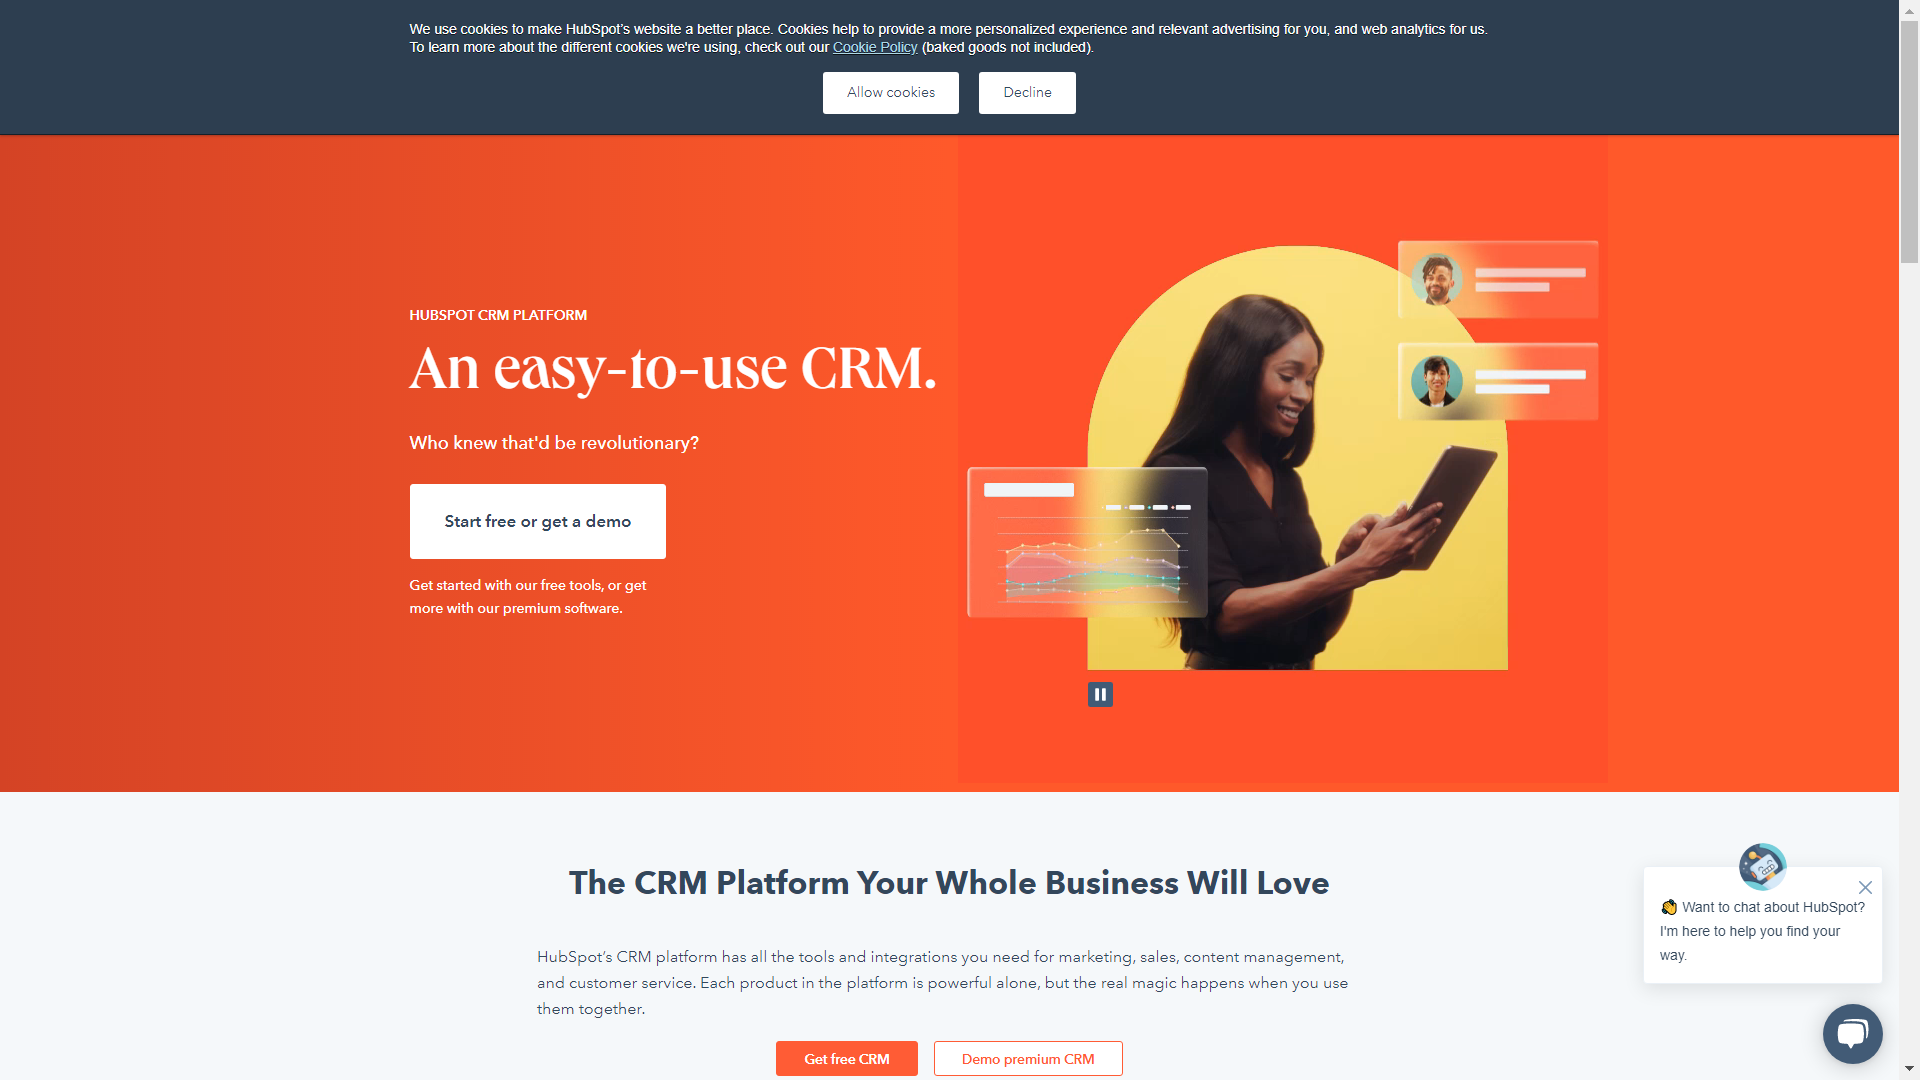 We use cookies to make HubSpot's website a better place. Cookies help to provide a more personalized experience and relevant advertising for you, and web analytics for us.
To learn more about the different cookies we're using, check out our Cookie Policy (baked goods not included).
Allow cookies
Decline
HUBSPOT CRM PLATFORM
An easy-to-use CRM.
Who knew that'd be revolutionary?
Start free or get a demo
Get started with our free tools, or get
more with our premium software.
The CRM Platform Your Whole Business Will Love
HubSpot’s CRM platform has all the tools and integrations you need for marketing, sales, content management,
and customer service. Each product in the platform is powerful alone, but the real magic happens when you use
them together.
Get free CRM
Demo premium CRM
👋 Want to chat about HubSpot?
I'm here to help you find your
way.